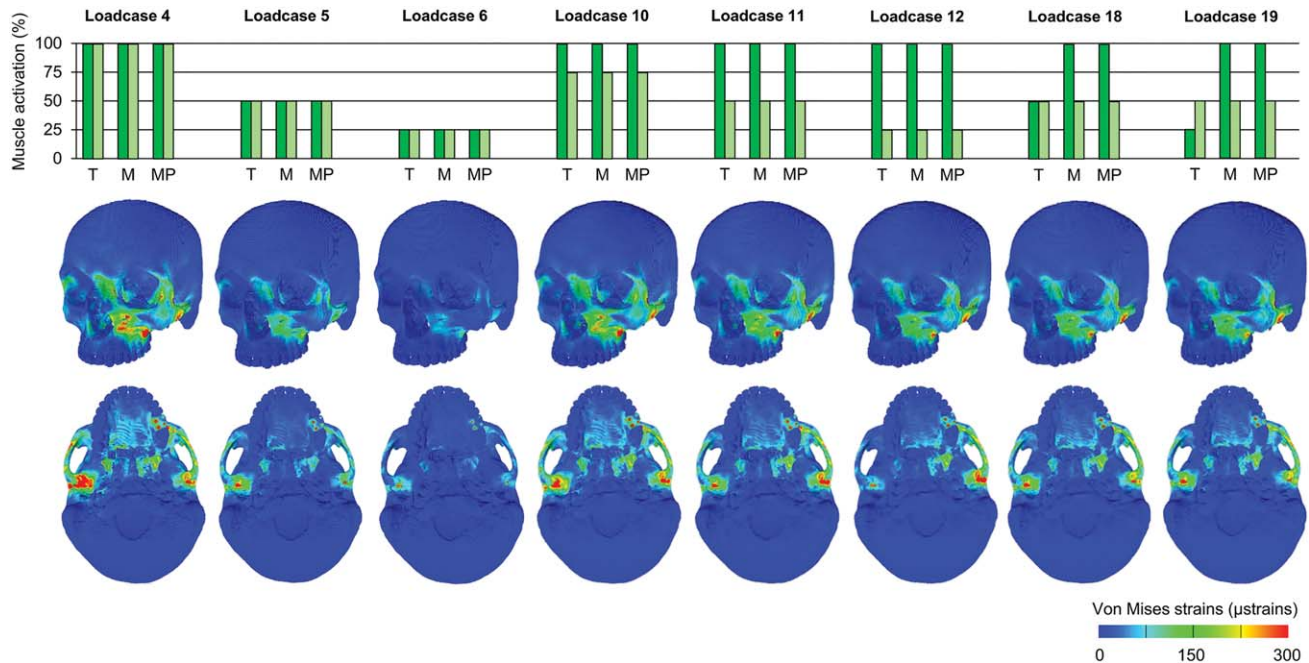 Loadcase 4 Loadcase 5 Loadcase 6 Loadcase 10 Loadcase 11 Loadcase 12 Loadcase 18 Loadcase 19
Muscle activation (%)
100
75
50
25
0
T M MP T M MP T M MP T M MP T M MP T M MP T M MP T M MP
Von Mises strains (µstrains)
0 150 300